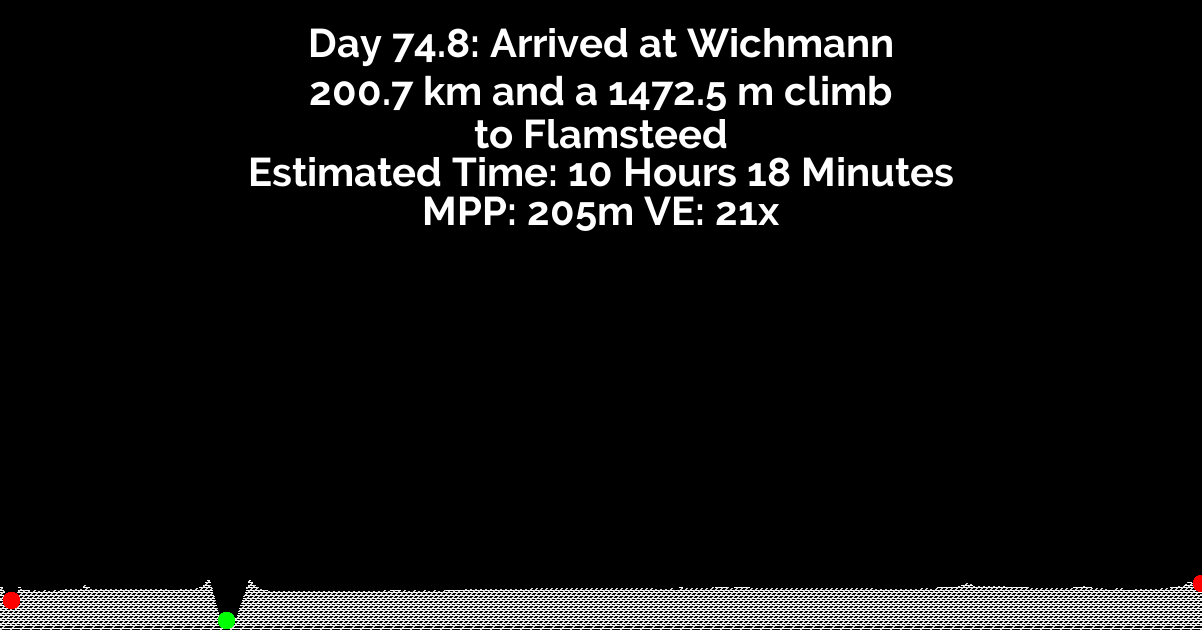 Day 74.8: Arrived at Wichmann
200.7 km and a 1472.5 m climb
to Flamsteed
Estimated Time: 10 Hours 18 Minutes
MPP: 205m VE: 21x